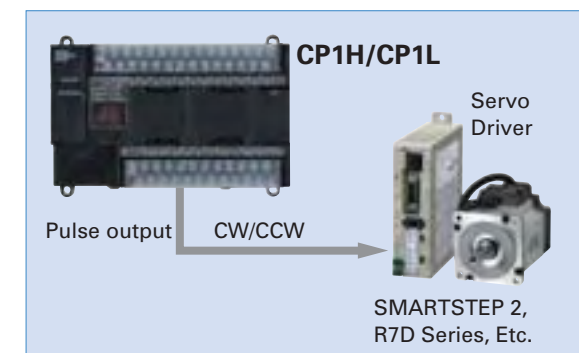 CP1H/CP1L
Servo
Driver
Pulse output
CW/CCW
SMARTSTEP 2,
R7D Series, Etc.